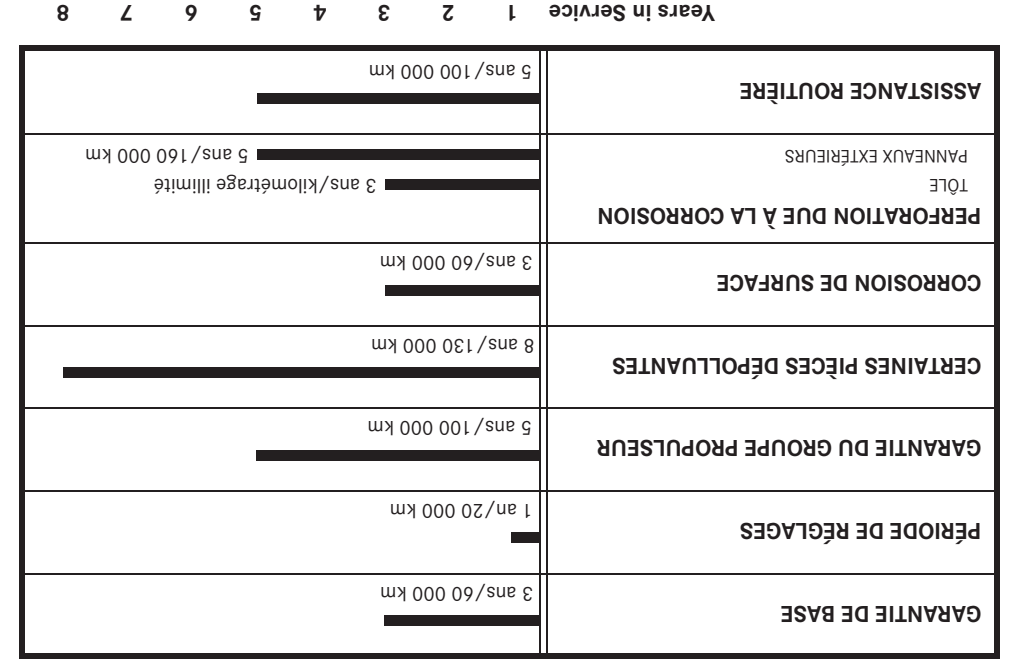 GARANTIE DE BASE
3 ans/60 000 km
PÉRIODE DE RÉGLAGES
1 an/20 000 km
GARANTIE DU GROUPE PROPULSEUR
5 ans/100 000 km
CERTAINES PIÈCES DÉPOLLUANTES
8 ans/130 000 km
CORROSION DE SURFACE
3 ans/60 000 km
PERFORATION DUE À LA CORROSION
TÔLE
3 ans/kilométrage illimité
PANNEAUX EXTÉRIEURS
5 ans/160 000 km
ASSISTANCE ROUTIÈRE
5 ans/100 000 km
Years in Service 1 2 3 4 5 6 7 8